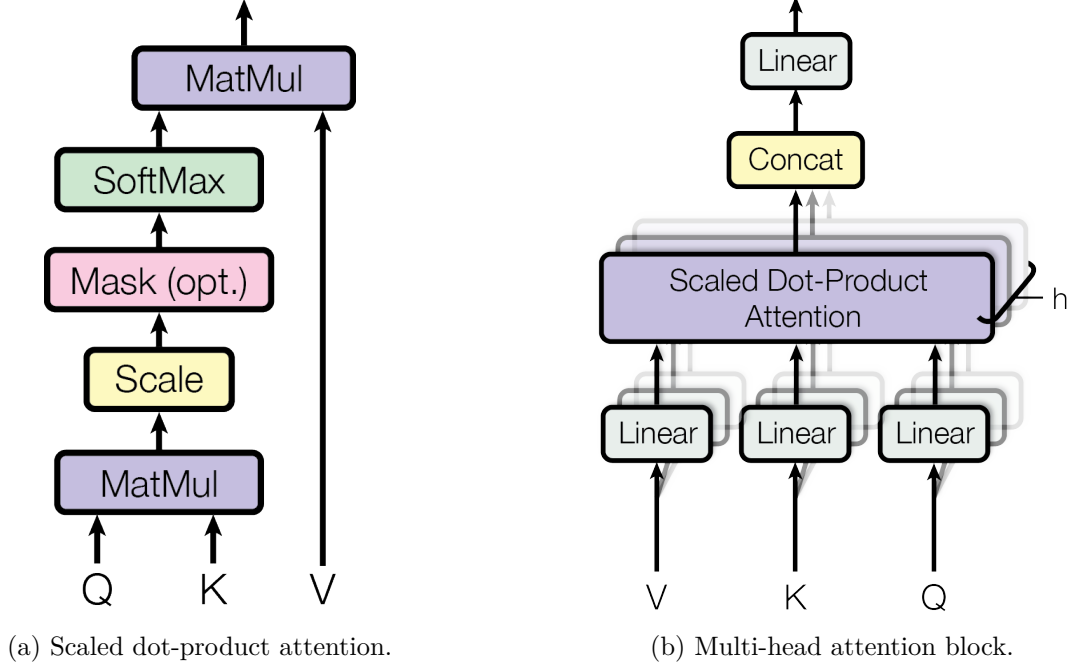 MatMul
SoftMax
Mask (opt.)
Scale
MatMul
Q K V
(a) Scaled dot-product attention.
Linear
Concat
Scaled Dot-Product
Attention
h
Linear Linear Linear
V K Q
(b) Multi-head attention block.